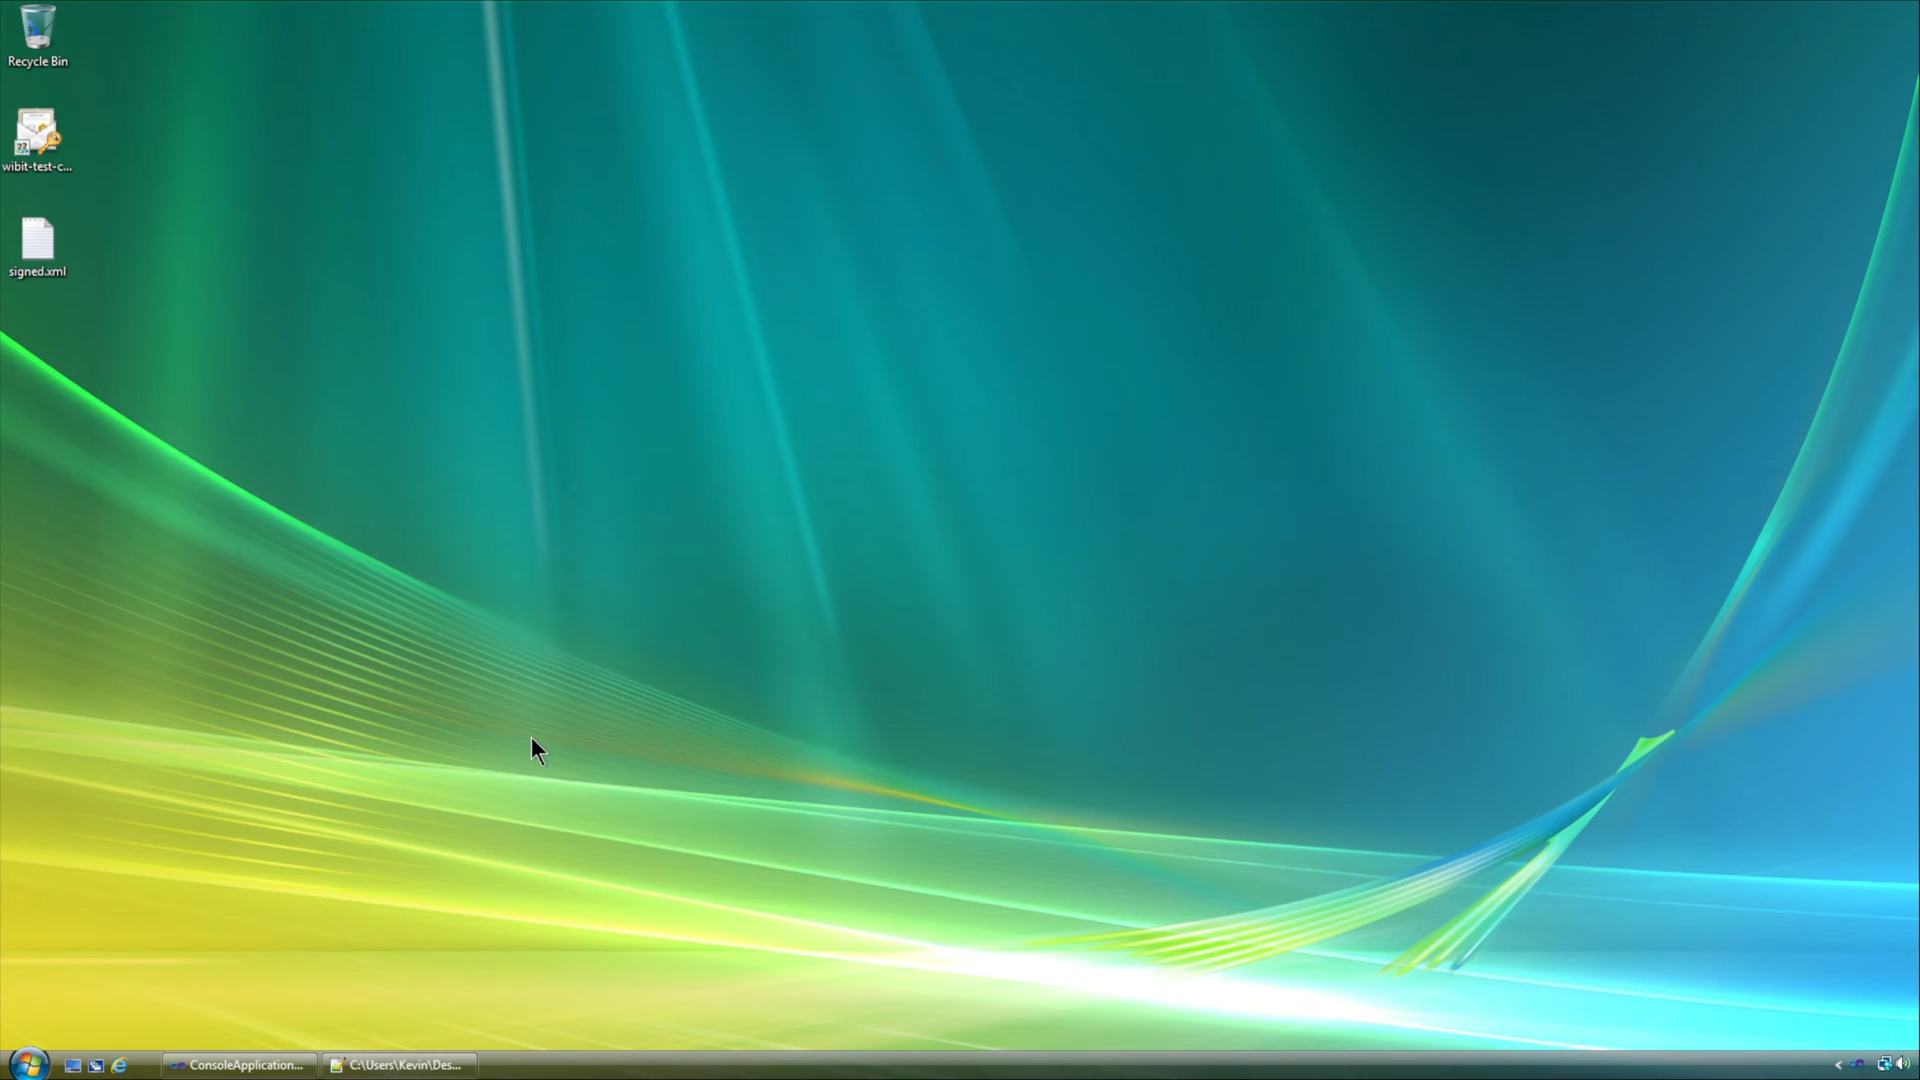 Recycle Bin
wibit-test-c...
signed.xml
ConsoleApplication...
C:\Users\Kevin\Des...